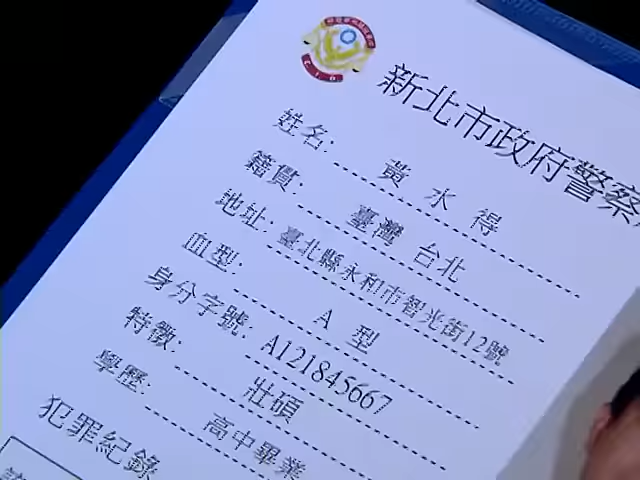 新北市政府警察
姓名: 黃水得
籍貫: 臺灣 台北
地址: 臺北縣永和市智光街12號
血型: A 型
身分字號: A121845667
特徵: 壯碩
學歷: 高中畢業
犯罪紀錄